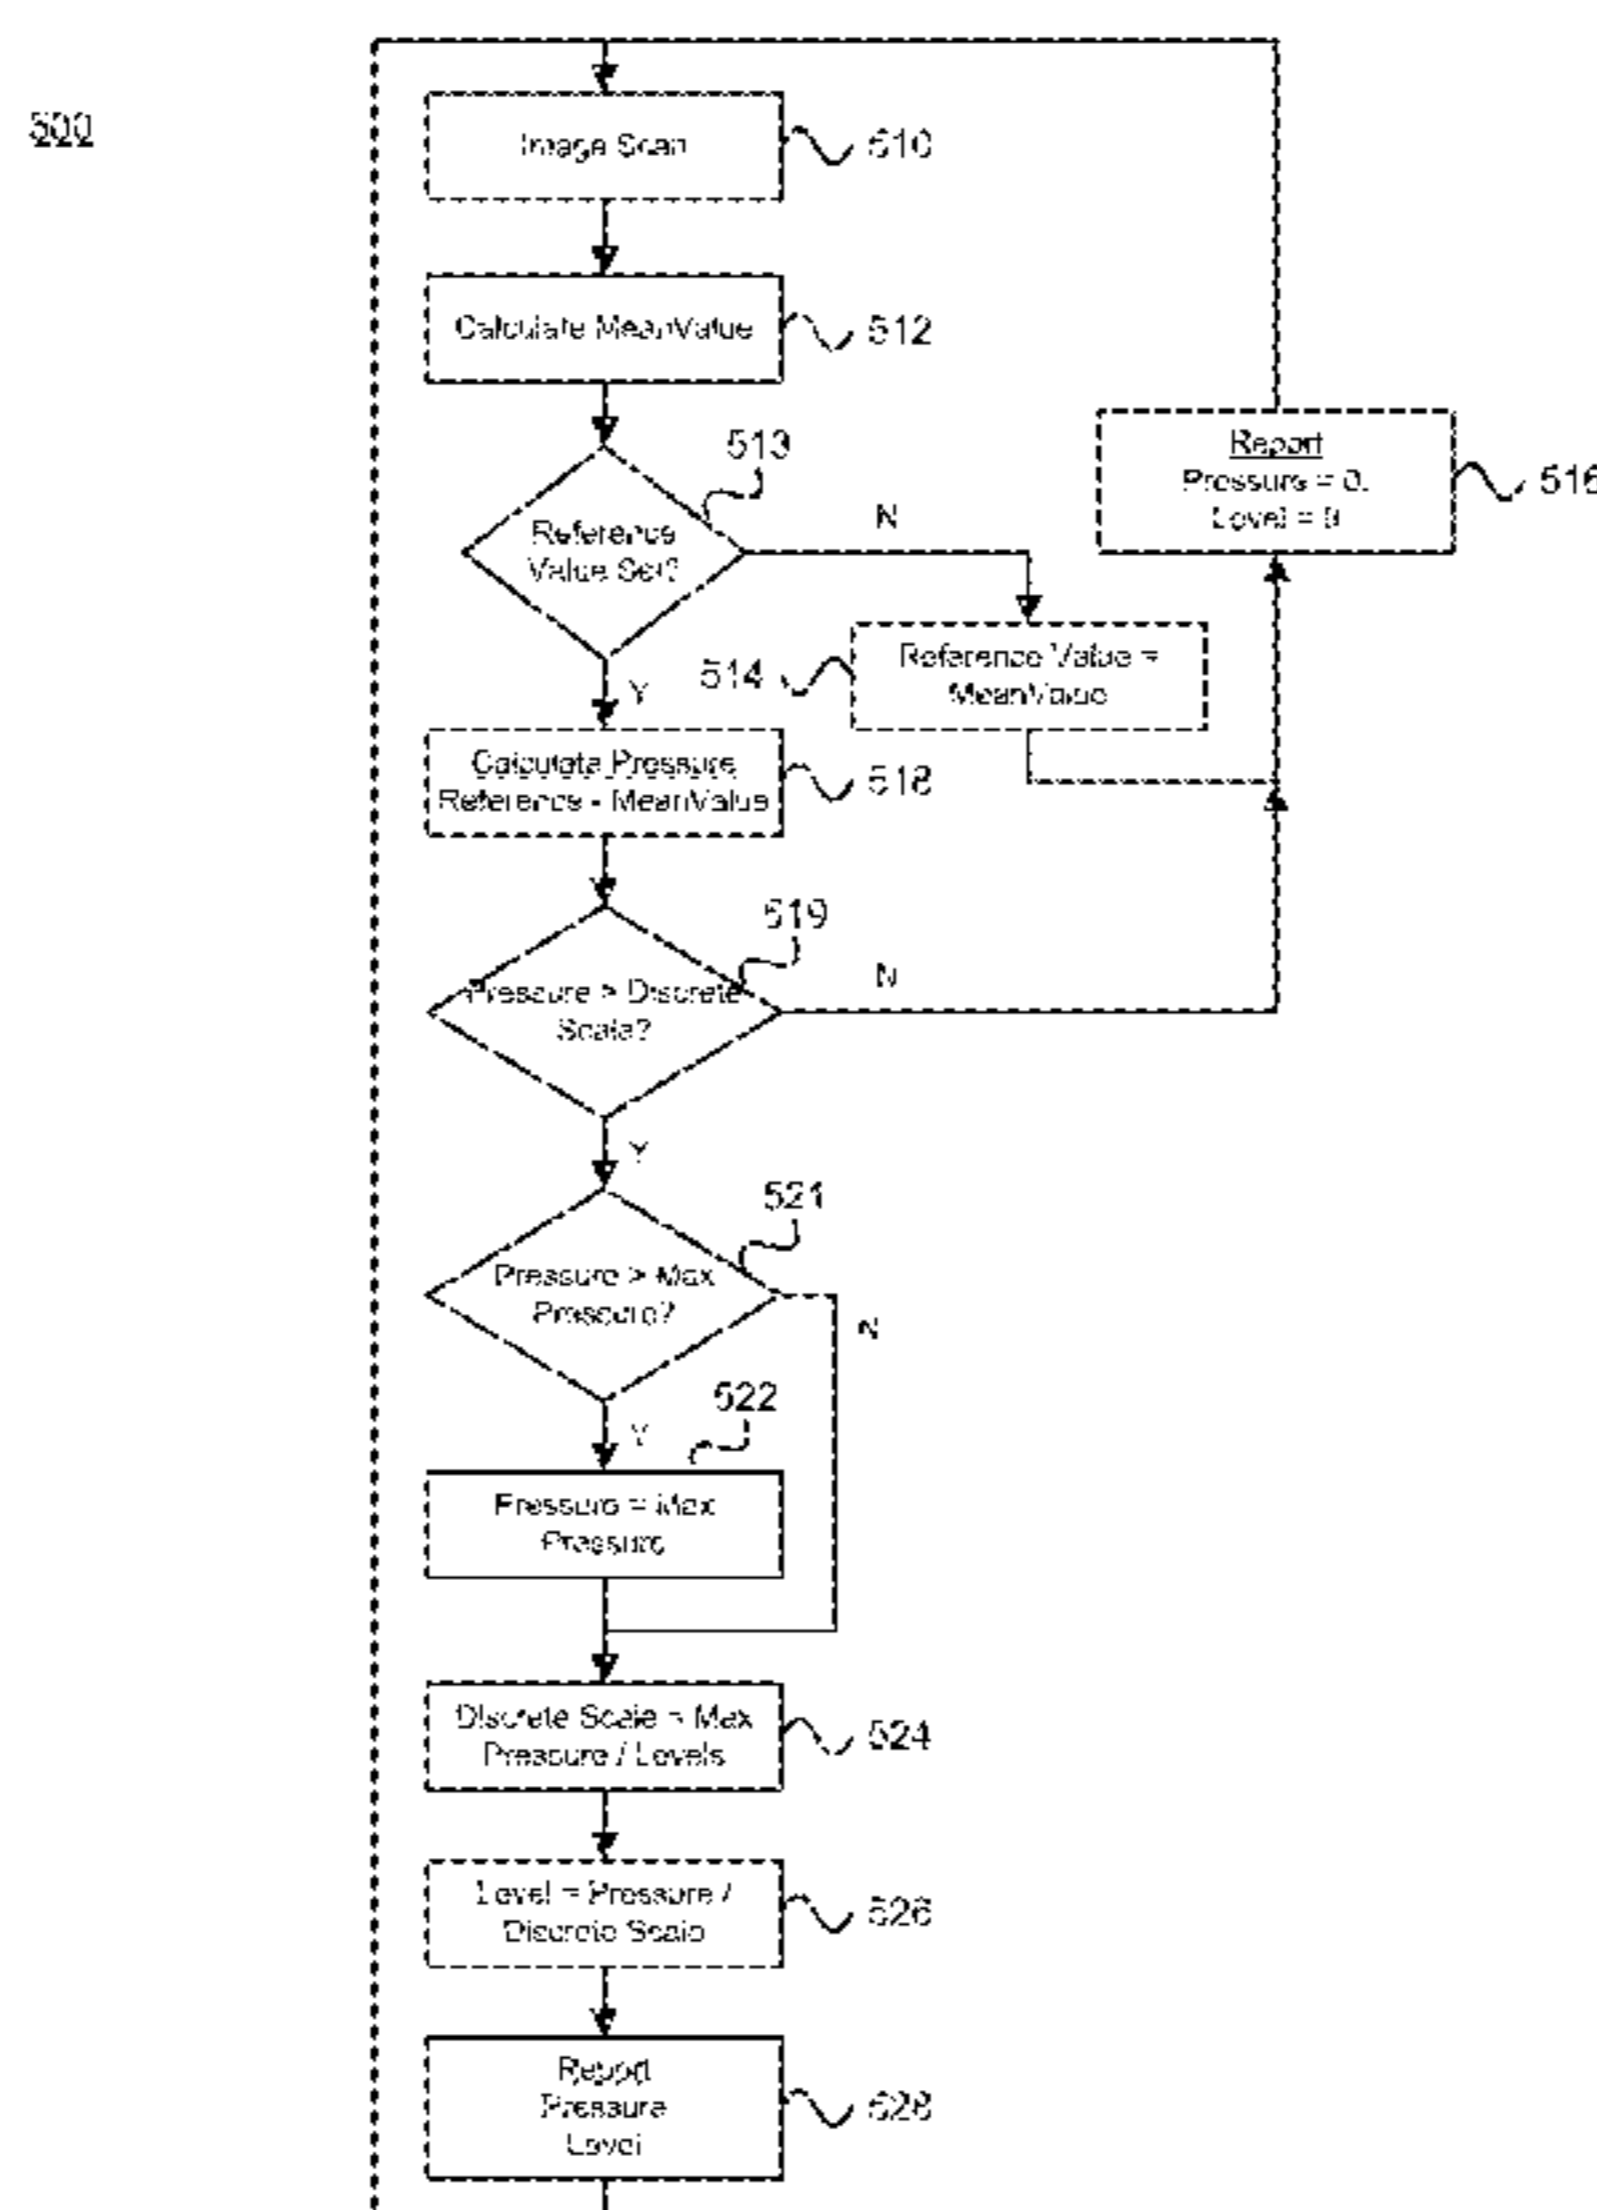 500
Image Scan
510
Calculate MeanValue
512
513
Reference
Value Set?
N
Report
Pressure = 0.
Level = 0
516
514
Reference Value =
MeanValue
Y
Calculate Pressure
Reference - MeanValue
518
519
Pressure > Discrete
Scale?
N
Y
521
Pressure > Max
Pressure?
N
522
Y
Pressure = Max
Pressure
Discrete Scale = Max
Pressure / Levels
524
Level = Pressure /
Discrete Scale
526
Report
Pressure
Level
528